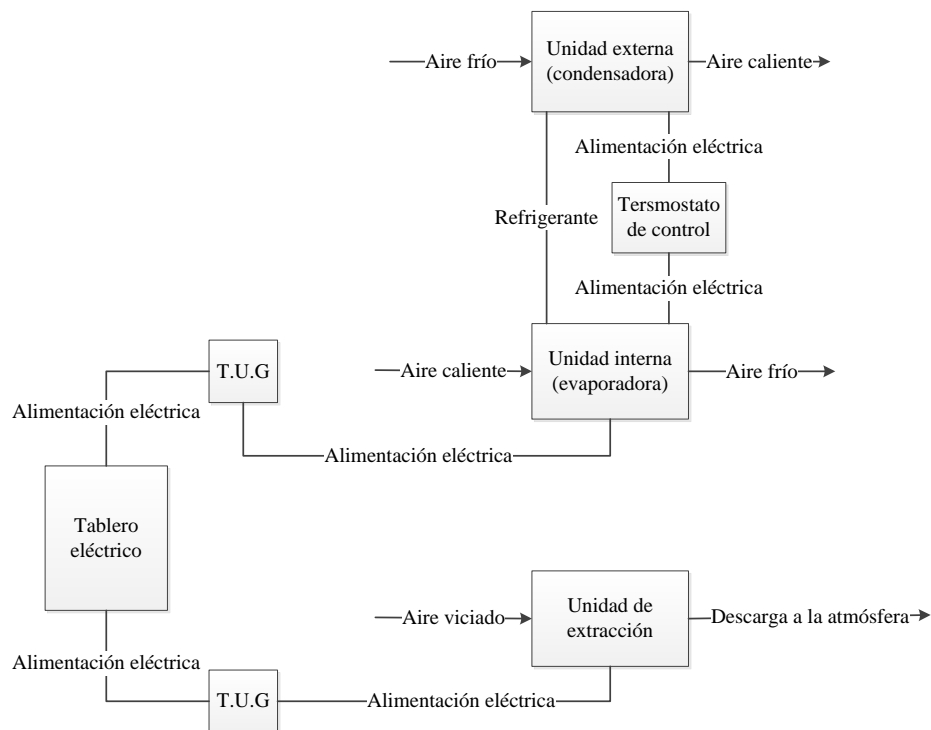 Aire frío
Unidad externa
(condensadora)
Aire caliente
Alimentación eléctrica
Refrigerante
Tersmostato
de control
Alimentación eléctrica
T.U.G
Aire caliente
Unidad interna
(evaporadora)
Aire frío
Alimentación eléctrica
Alimentación eléctrica
Tablero
eléctrico
Aire viciado
Unidad de
extracción
Descarga a la atmósfera
Alimentación eléctrica
T.U.G
Alimentación eléctrica